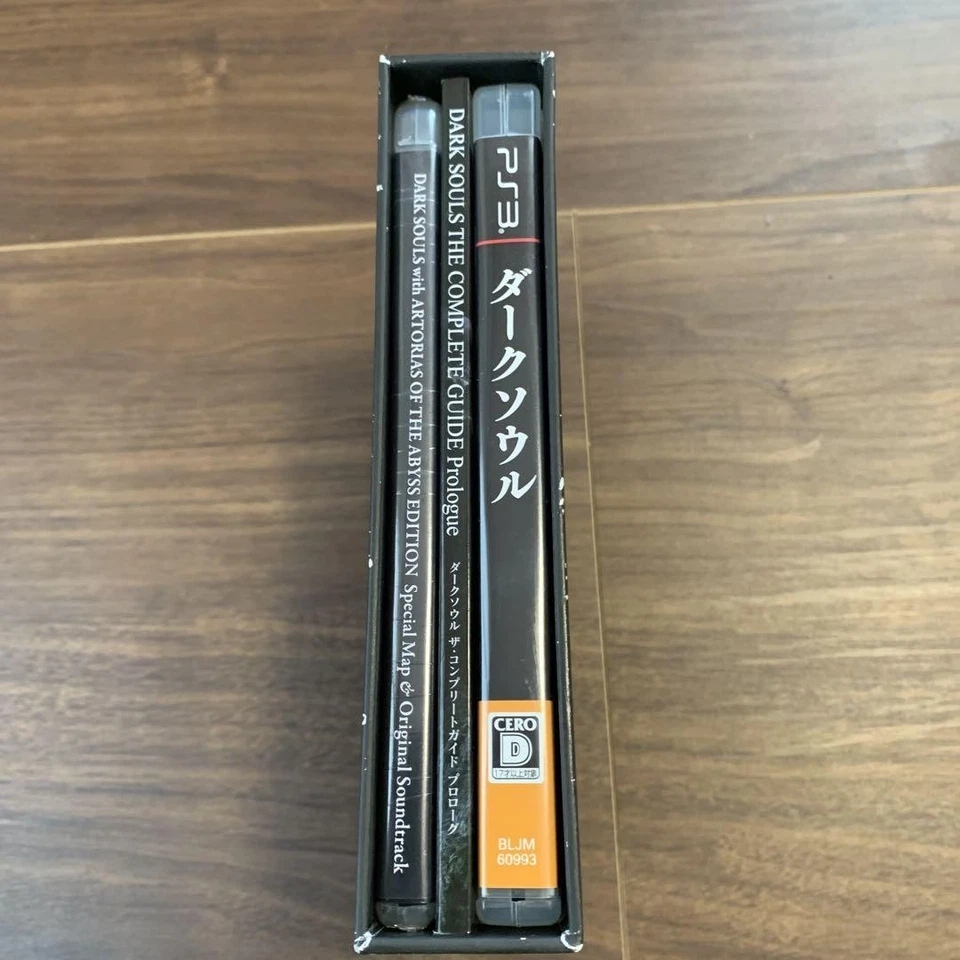 DARK SOULS with ARTORIAS OF THE ABYSS EDITION Special Map & Original Soundtrack
DARK SOULS THE COMPLETE GUIDE Prologue ダークソウル ザ・コンプリートガイド プロローグ
PS3
ダークソウル
CERO
D
17才以上対象
BLJM
60993